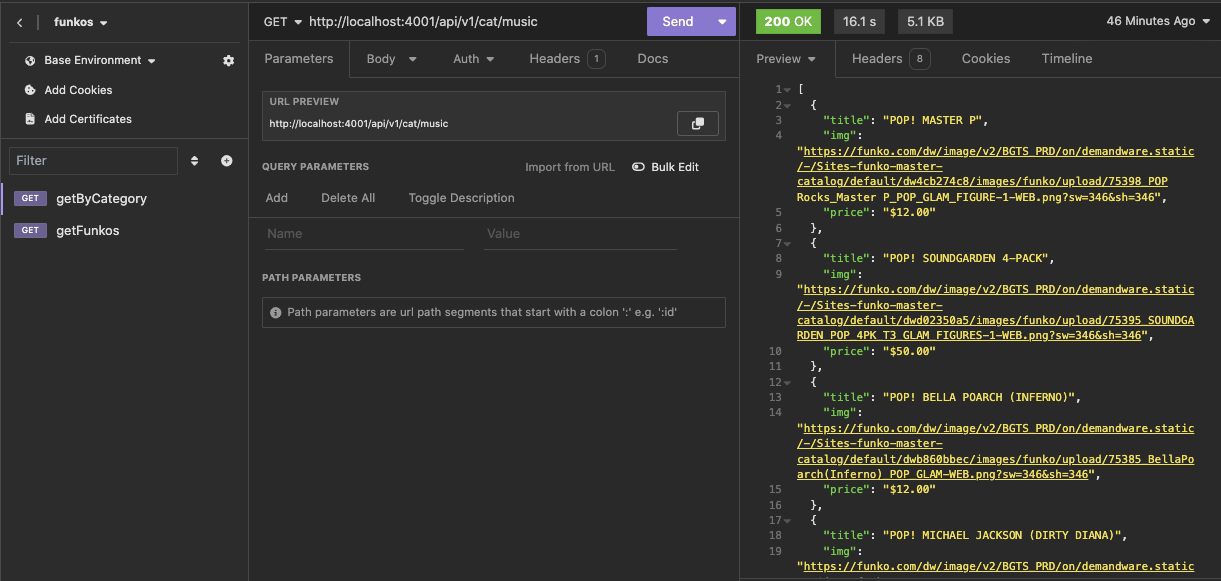 funkos
GET http://localhost:4001/api/v1/cat/music
Send
200 OK
16.1 s
5.1 KB
46 Minutes Ago
Base Environment
Add Cookies
Add Certificates
Filter
GET getByCategory
GET getFunkos
Parameters
Body
Auth
Headers 1
Docs
URL PREVIEW
http://localhost:4001/api/v1/cat/music
QUERY PARAMETERS
Import from URL
Bulk Edit
Add
Delete All
Toggle Description
Name
Value
PATH PARAMETERS
Path parameters are url path segments that start with a colon ':' e.g. ':id'
Preview
Headers 8
Cookies
Timeline
1 [
2 {
3 "title": "POP! MASTER P",
4 "img":
"https://funko.com/dw/image/v2/BGTS_PRD/on/demandware.static
/-/Sites-funko-master-
catalog/default/dw4cb274c8/images/funko/upload/75398_POP
Rocks_Master P_POP_GLAM_FIGURE-1-WEB.png?sw=346&sh=346",
5 "price": "$12.00"
6 },
7 {
8 "title": "POP! SOUNDGARDEN 4-PACK",
9 "img":
"https://funko.com/dw/image/v2/BGTS_PRD/on/demandware.static
/-/Sites-funko-master-
catalog/default/dwd02350a5/images/funko/upload/75395_SOUNDGA
RDEN_POP_4PK_T3_GLAM_FIGURES-1-WEB.png?sw=346&sh=346",
10 "price": "$50.00"
11 },
12 {
13 "title": "POP! BELLA POARCH (INFERNO)",
14 "img":
"https://funko.com/dw/image/v2/BGTS_PRD/on/demandware.static
/-/Sites-funko-master-
catalog/default/dwb860bbec/images/funko/upload/75385_BellaPo
arch(Inferno)_POP_GLAM-WEB.png?sw=346&sh=346",
15 "price": "$12.00"
16 },
17 {
18 "title": "POP! MICHAEL JACKSON (DIRTY DIANA)",
19 "img":
"https://funko.com/dw/image/v2/BGTS_PRD/on/demandware.static